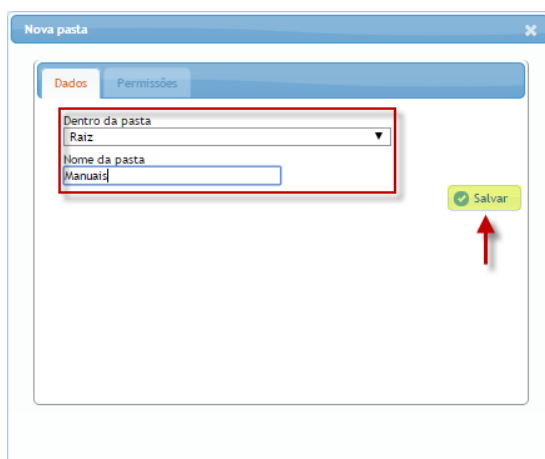 Nova pasta
Dados Permissões
Dentro da pasta
Raiz
Nome da pasta
Manuais
Salvar